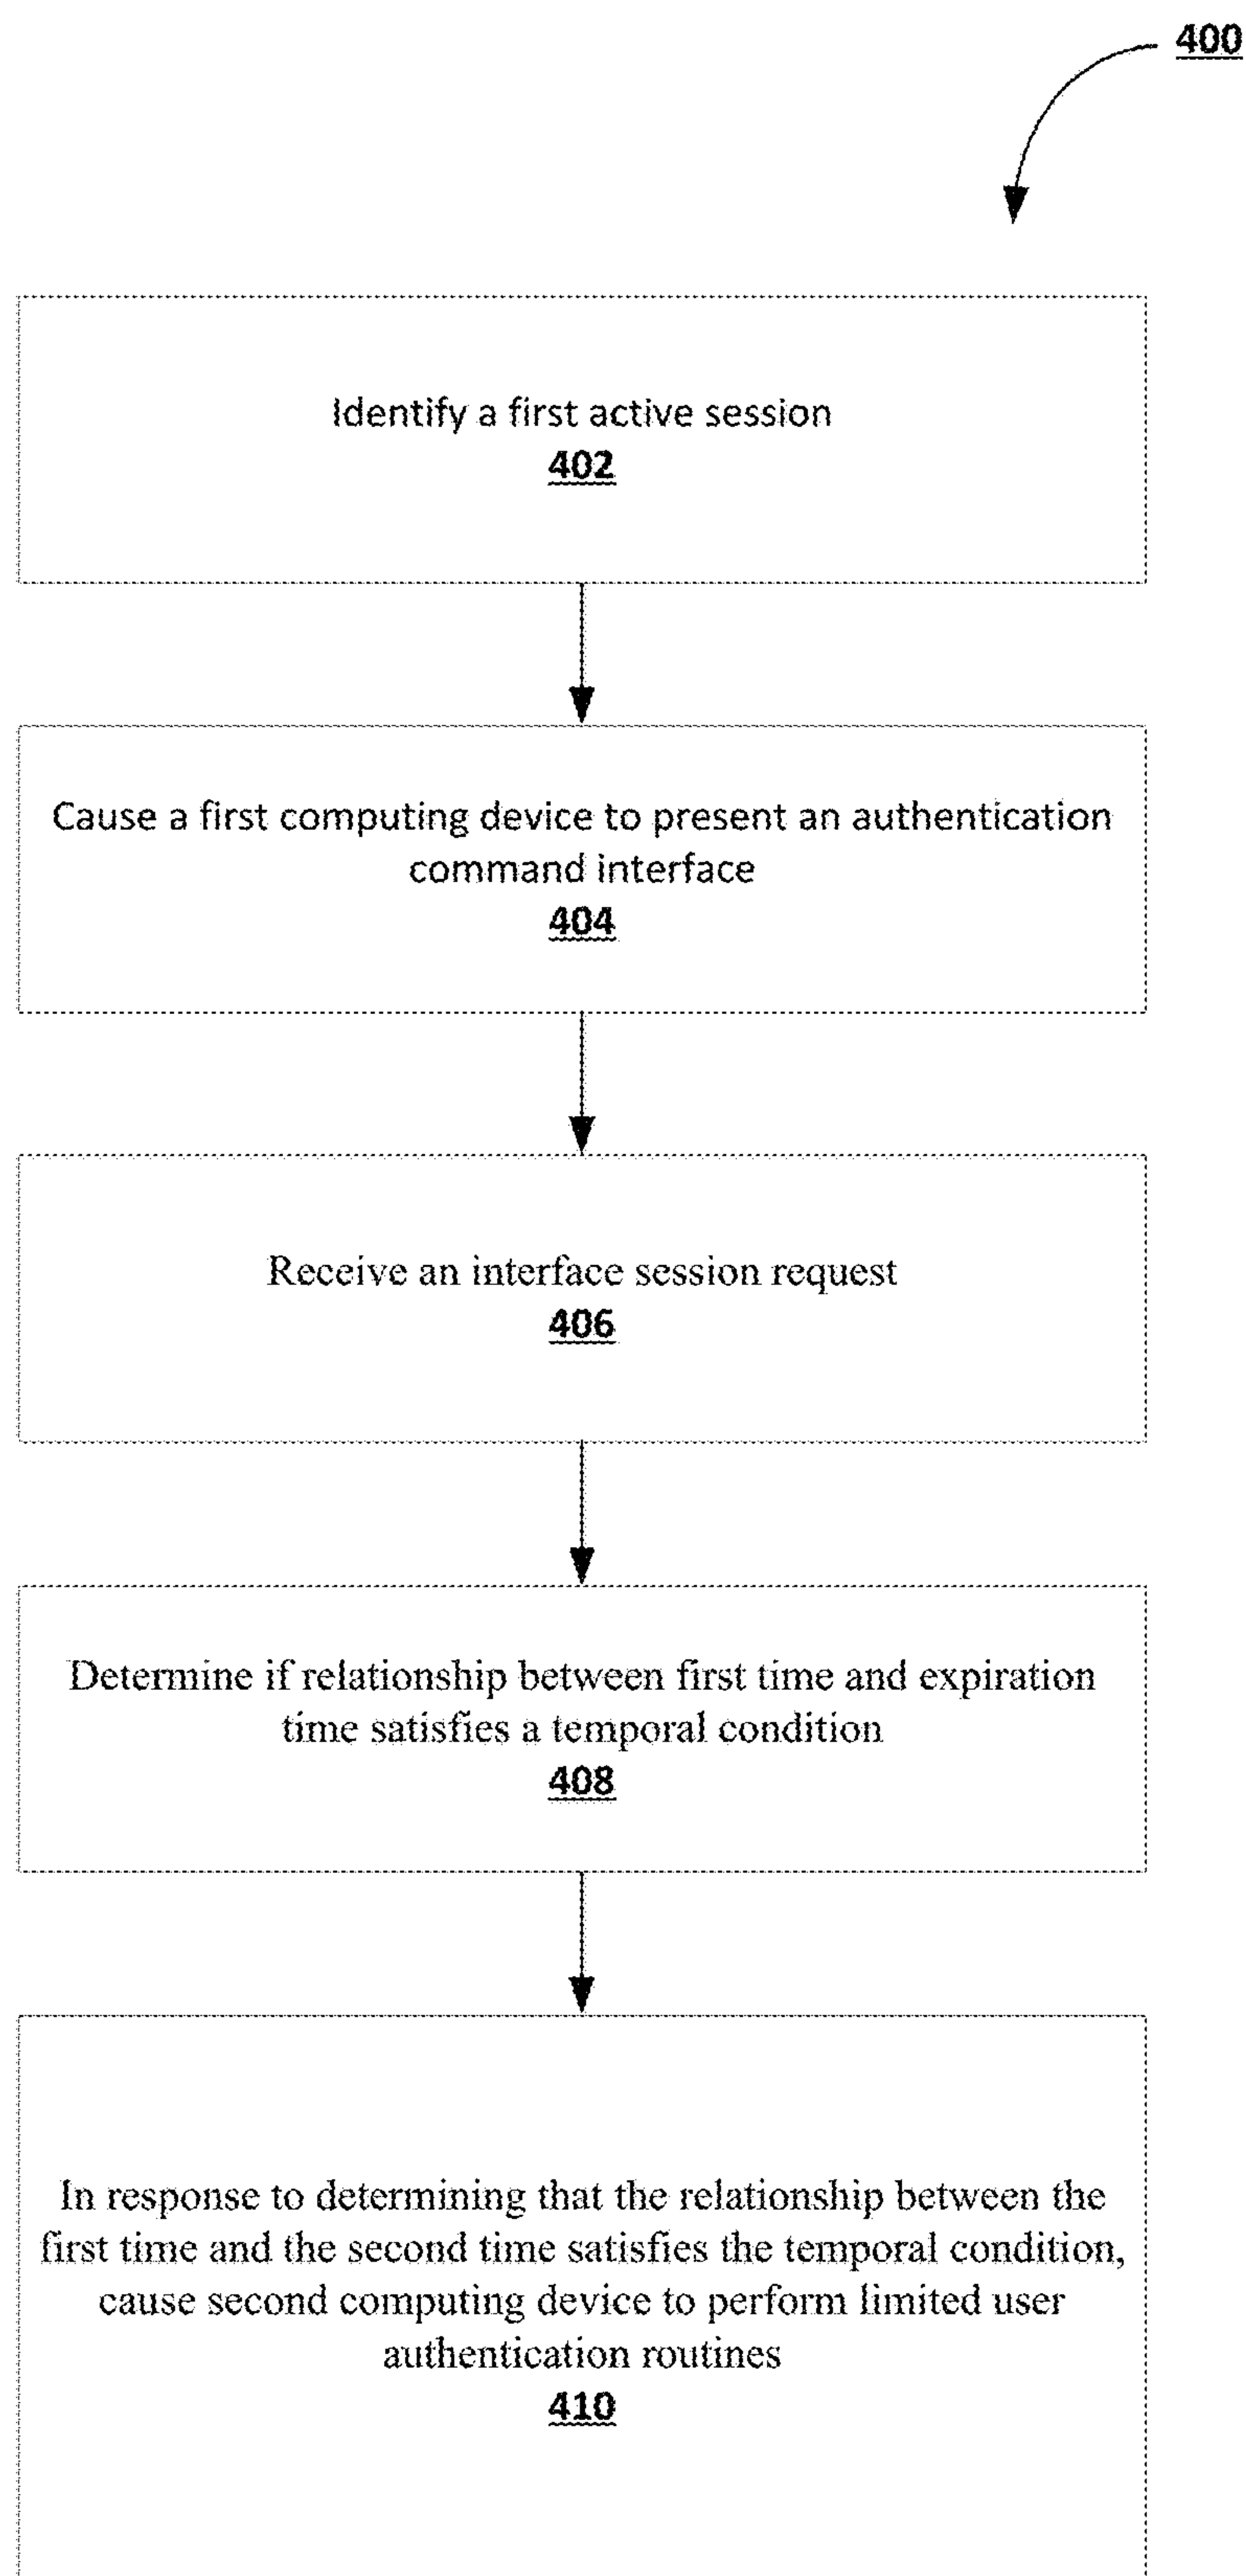 400
Identify a first active session
402
Cause a first computing device to present an authentication
command interface
404
Receive an interface session request
406
Determine if relationship between first time and expiration
time satisfies a temporal condition
408
In response to determining that the relationship between the
first time and the second time satisfies the temporal condition,
cause second computing device to perform limited user
authentication routines
410